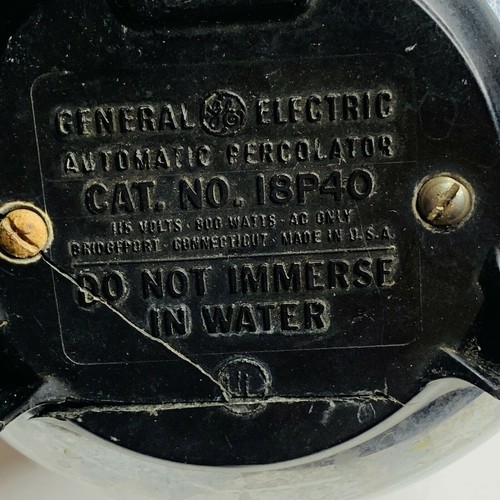 GENERAL GE ELECTRIC
AUTOMATIC PERCOLATOR
CAT. NO. 18P40
115 VOLTS · 800 WATTS · AC ONLY
BRIDGEPORT · CONNECTICUT · MADE IN U.S.A.
DO NOT IMMERSE
IN WATER
UL